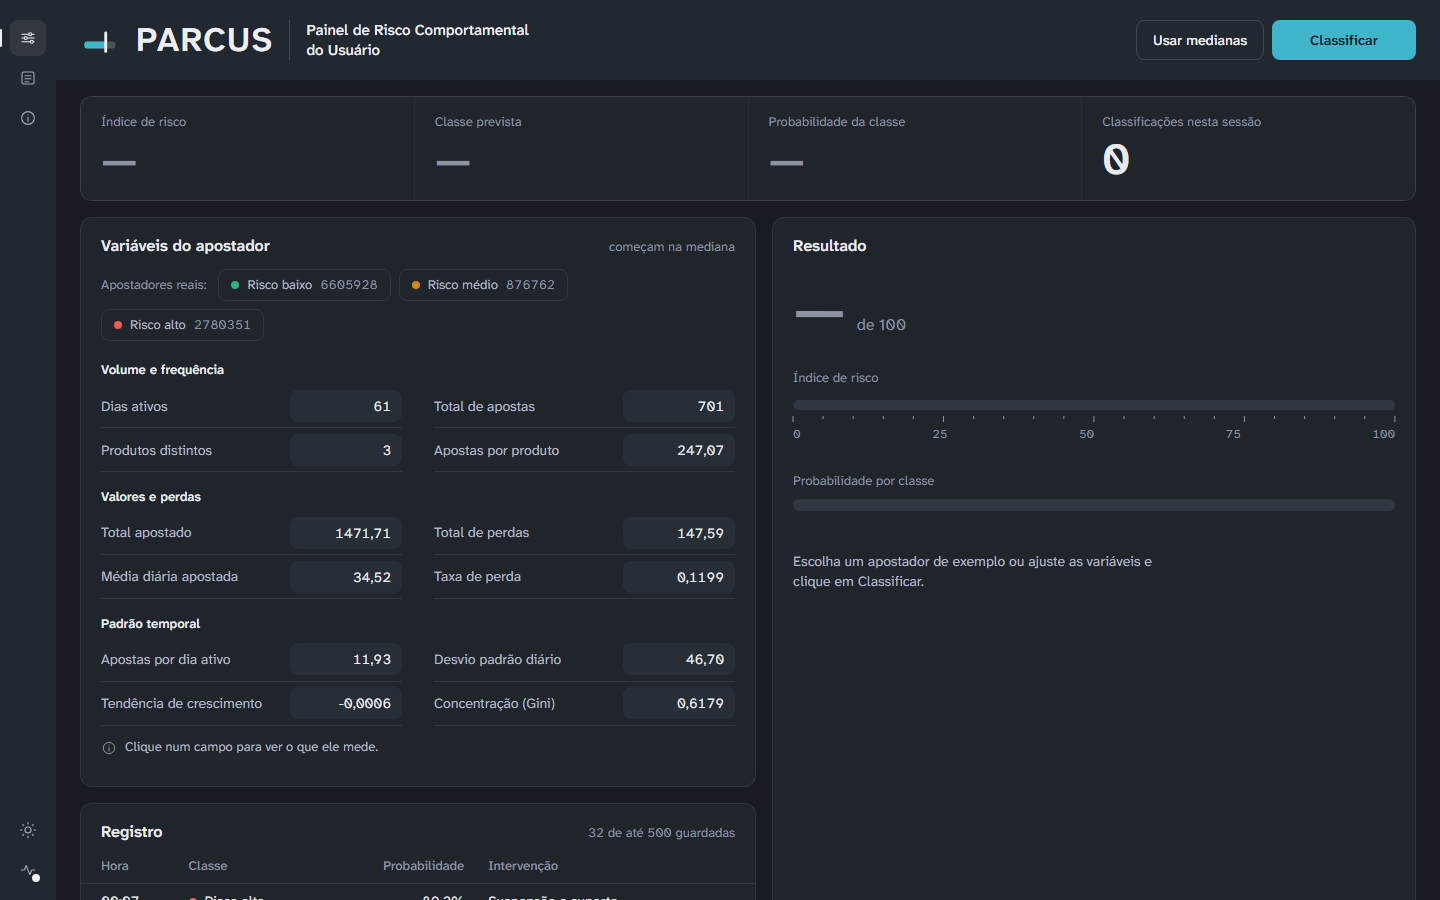 PARCUS
Painel de Risco Comportamental
do Usuário
Usar medianas
Classificar
Índice de risco
—
Classe prevista
—
Probabilidade da classe
—
Classificações nesta sessão
0
Variáveis do apostador
começam na mediana
Apostadores reais:
Risco baixo 6605928
Risco médio 876762
Risco alto 2780351
Volume e frequência
Dias ativos 61
Total de apostas 701
Produtos distintos 3
Apostas por produto 247,07
Valores e perdas
Total apostado 1471,71
Total de perdas 147,59
Média diária apostada 34,52
Taxa de perda 0,1199
Padrão temporal
Apostas por dia ativo 11,93
Desvio padrão diário 46,70
Tendência de crescimento -0,0006
Concentração (Gini) 0,6179
Clique num campo para ver o que ele mede.
Resultado
— de 100
Índice de risco
0 25 50 75 100
Probabilidade por classe
Escolha um apostador de exemplo ou ajuste as variáveis e
clique em Classificar.
Registro
32 de até 500 guardadas
Hora Classe Probabilidade Intervenção